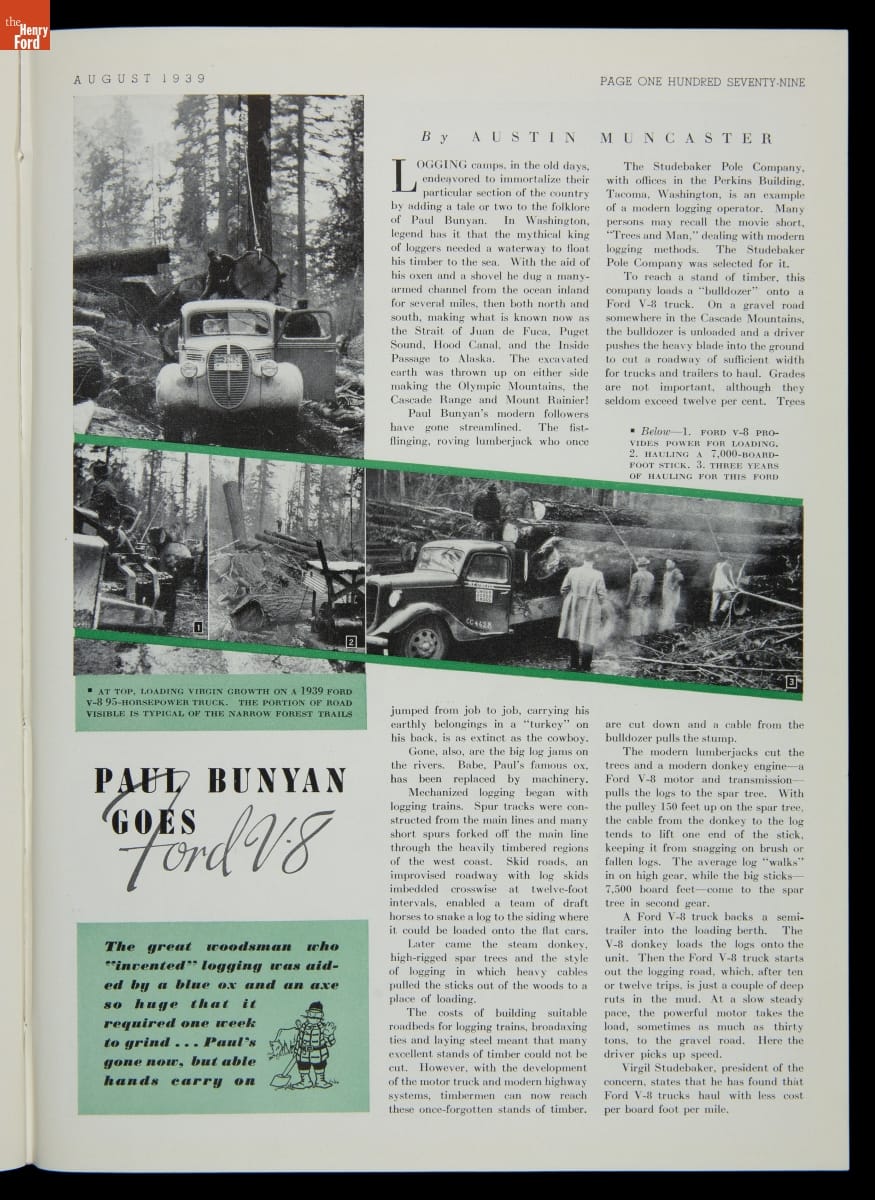 the
Henry
Ford
AUGUST 1939
PAGE ONE HUNDRED SEVENTY-NINE
By AUSTIN MUNCASTER
LOGGING camps, in the old days,
endeavored to immortalize their
particular section of the country
by adding a tale or two to the folklore
of Paul Bunyan. In Washington,
legend has it that the mythical king
of loggers needed a waterway to float
his timber to the sea. With the aid of
his oxen and a shovel he dug a many-
armed channel from the ocean inland
for several miles, then both north and
south, making what is known now as
the Strait of Juan de Fuca, Puget
Sound, Hood Canal, and the Inside
Passage to Alaska. The excavated
earth was thrown up on either side
making the Olympic Mountains, the
Cascade Range and Mount Rainier!
Paul Bunyan's modern followers
have gone streamlined. The fist-
flinging, roving lumberjack who once
The Studebaker Pole Company,
with offices in the Perkins Building,
Tacoma, Washington, is an example
of a modern logging operator. Many
persons may recall the movie short,
"Trees and Man," dealing with modern
logging methods. The Studebaker
Pole Company was selected for it.
To reach a stand of timber, this
company loads a "bulldozer" onto a
Ford V-8 truck. On a gravel road
somewhere in the Cascade Mountains,
the bulldozer is unloaded and a driver
pushes the heavy blade into the ground
to cut a roadway of sufficient width
for trucks and trailers to haul. Grades
are not important, although they
seldom exceed twelve per cent. Trees
▪ Below—1. FORD V-8 PRO-
VIDES POWER FOR LOADING.
2. HAULING A 7,000-BOARD-
FOOT STICK. 3. THREE YEARS
OF HAULING FOR THIS FORD
1
2
CC4628
3
▪ AT TOP, LOADING VIRGIN GROWTH ON A 1939 FORD
V-8 95-HORSEPOWER TRUCK. THE PORTION OF ROAD
VISIBLE IS TYPICAL OF THE NARROW FOREST TRAILS
PAUL BUNYAN
GOES
Ford V-8
The great woodsman who
"invented" logging was aid-
ed by a blue ox and an axe
so huge that it
required one week
to grind . . . Paul's
gone now, but able
hands carry on
jumped from job to job, carrying his
earthly belongings in a "turkey" on
his back, is as extinct as the cowboy.
Gone, also, are the big log jams on
the rivers. Babe, Paul's famous ox,
has been replaced by machinery.
Mechanized logging began with
logging trains. Spur tracks were con-
structed from the main lines and many
short spurs forked off the main line
through the heavily timbered regions
of the west coast. Skid roads, an
improvised roadway with log skids
imbedded crosswise at twelve-foot
intervals, enabled a team of draft
horses to snake a log to the siding where
it could be loaded onto the flat cars.
Later came the steam donkey,
high-rigged spar trees and the style
of logging in which heavy cables
pulled the sticks out of the woods to a
place of loading.
The costs of building suitable
roadbeds for logging trains, broadaxing
ties and laying steel meant that many
excellent stands of timber could not be
cut. However, with the development
of the motor truck and modern highway
systems, timbermen can now reach
these once-forgotten stands of timber.
are cut down and a cable from the
bulldozer pulls the stump.
The modern lumberjacks cut the
trees and a modern donkey engine—a
Ford V-8 motor and transmission—
pulls the logs to the spar tree. With
the pulley 150 feet up on the spar tree,
the cable from the donkey to the log
tends to lift one end of the stick,
keeping it from snagging on brush or
fallen logs. The average log "walks"
in on high gear, while the big sticks—
7,500 board feet—come to the spar
tree in second gear.
A Ford V-8 truck backs a semi-
trailer into the loading berth. The
V-8 donkey loads the logs onto the
unit. Then the Ford V-8 truck starts
out the logging road, which, after ten
or twelve trips, is just a couple of deep
ruts in the mud. At a slow steady
pace, the powerful motor takes the
load, sometimes as much as thirty
tons, to the gravel road. Here the
driver picks up speed.
Virgil Studebaker, president of the
concern, states that he has found that
Ford V-8 trucks haul with less cost
per board foot per mile.